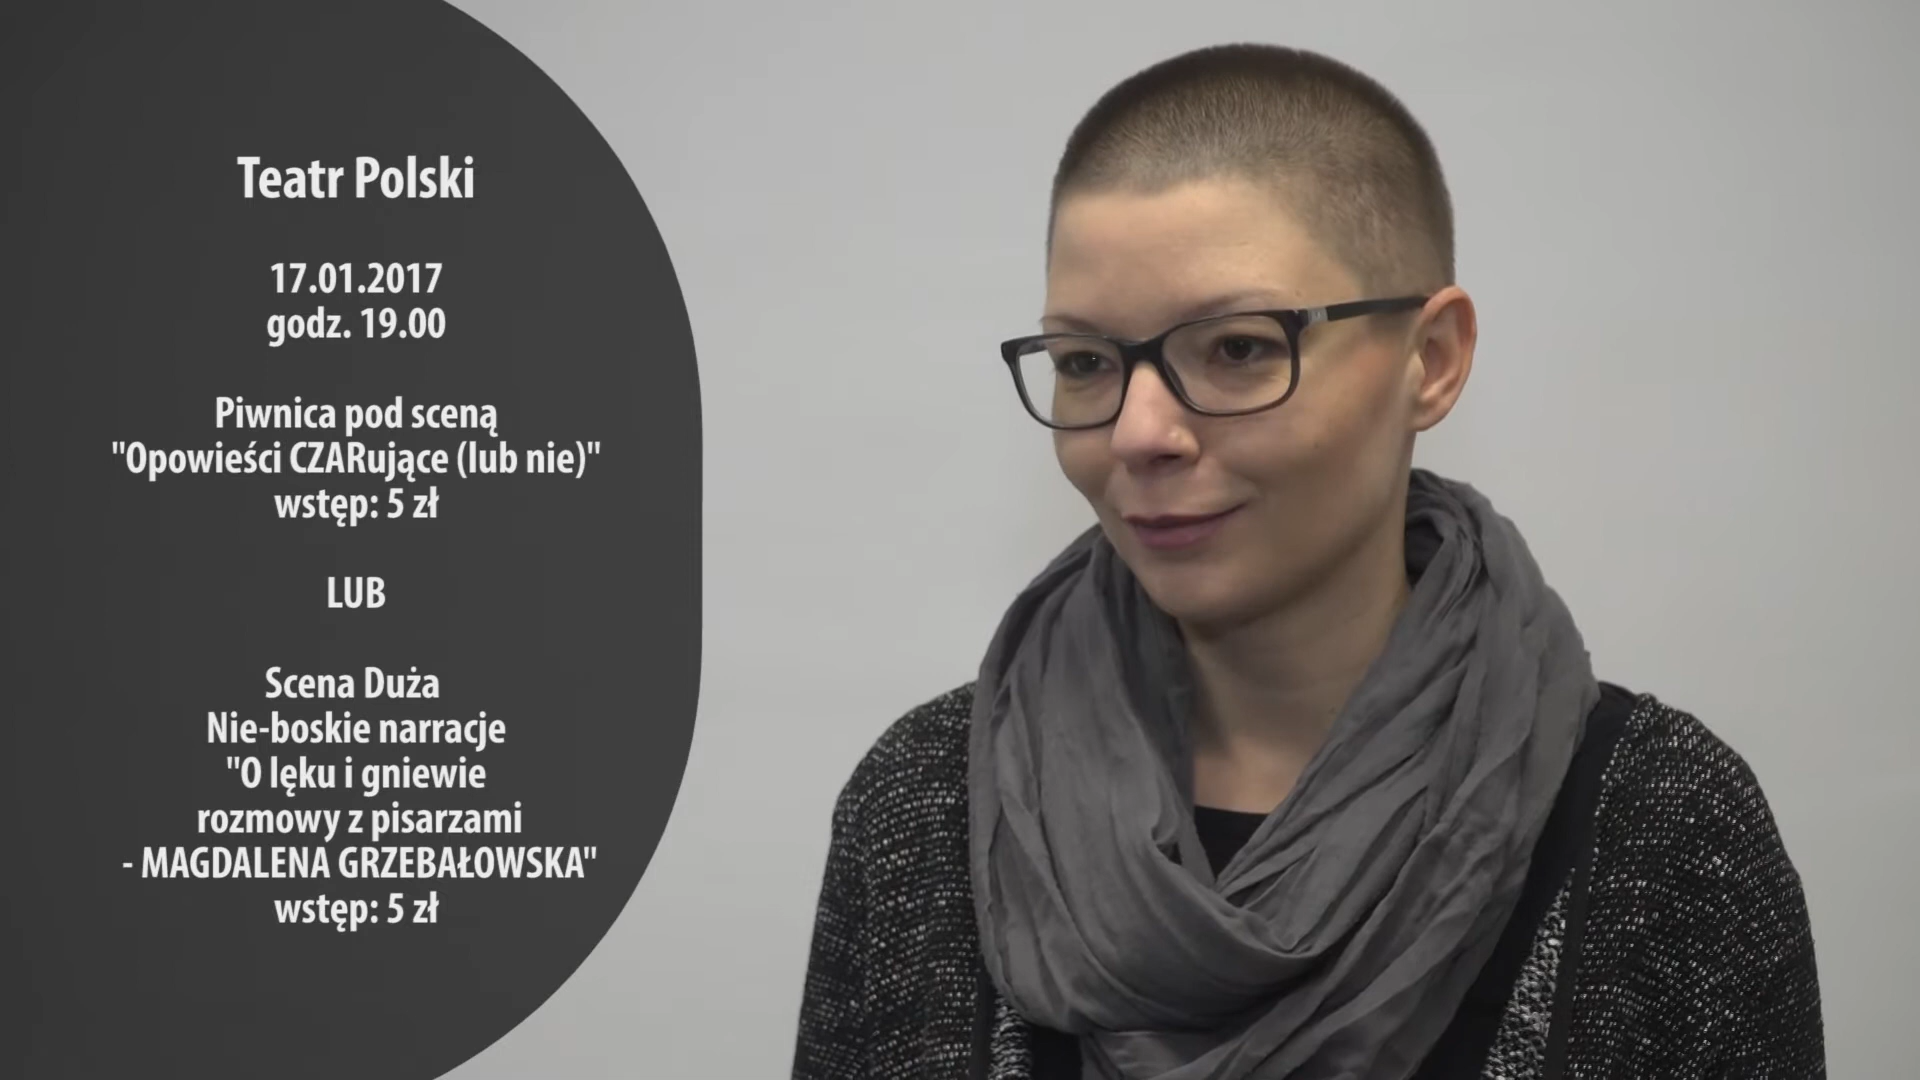 Teatr Polski
17.01.2017
godz. 19.00
Piwnica pod sceną
"Opowieści CZARujące (lub nie)"
wstęp: 5 zł
LUB
Scena Duża
Nie-boskie narracje
"O lęku i gniewie
rozmowy z pisarzami
- MAGDALENA GRZEBAŁOWSKA"
wstęp: 5 zł